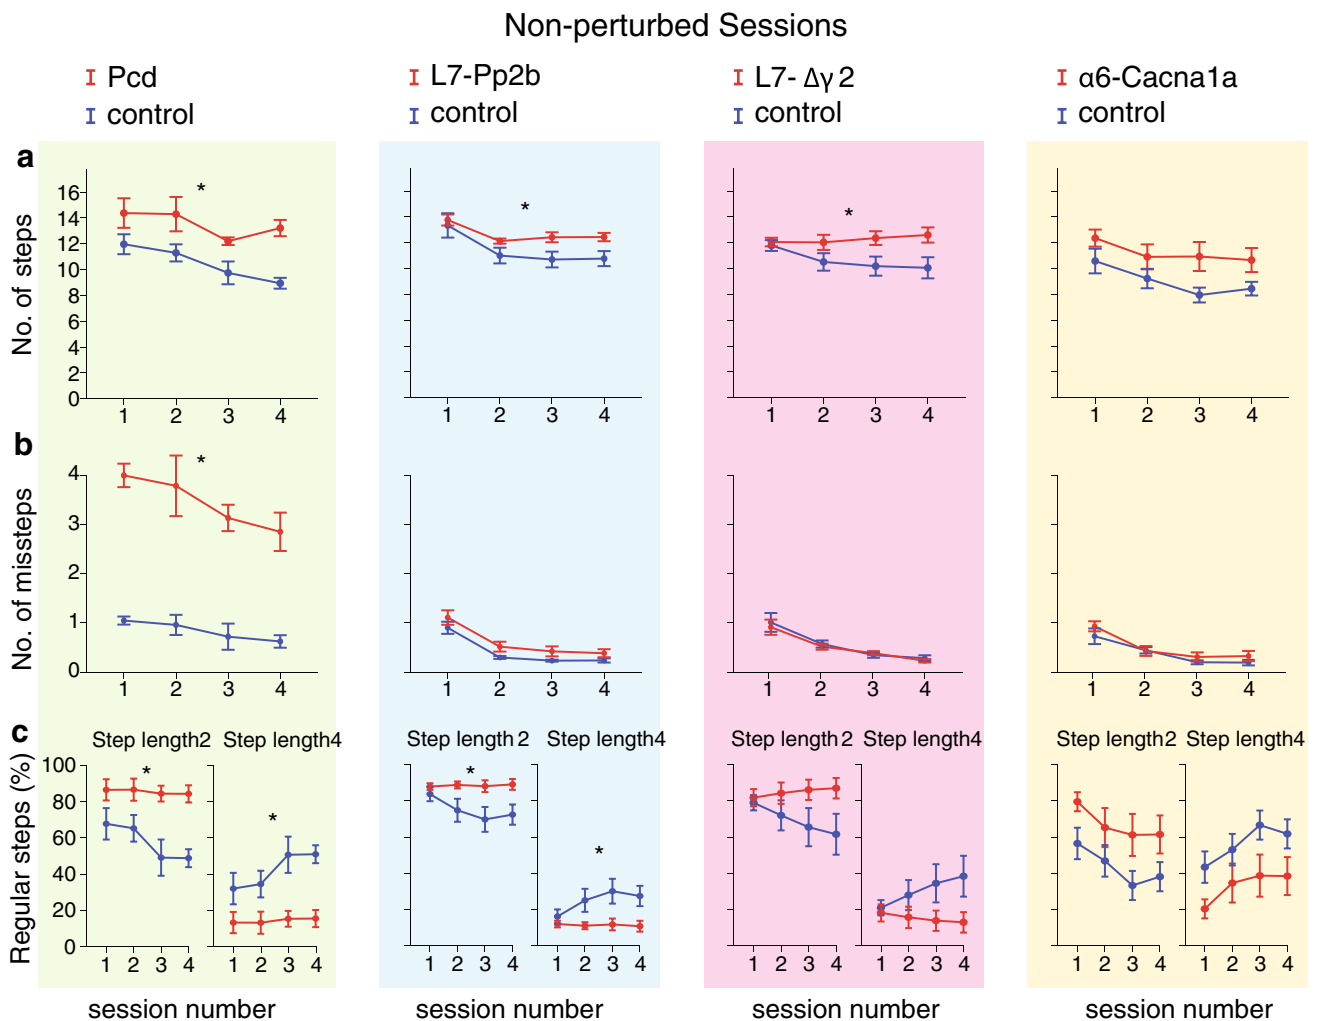 Non-perturbed Sessions
Pcd
control
L7-Pp2b
control
L7- Δγ 2
control
α6-Cacna1a
control
a
No. of steps
16
14
12
10
8
6
4
2
0
*
1 2 3 4
*
1 2 3 4
*
1 2 3 4
1 2 3 4
b
No. of missteps
4
3
2
1
0
*
1 2 3 4
1 2 3 4
1 2 3 4
1 2 3 4
c
Regular steps (%)
100
80
60
40
20
0
Step length2
*
1 2 3 4
Step length4
*
1 2 3 4
Step length 2
*
1 2 3 4
Step length4
*
1 2 3 4
Step length 2
1 2 3 4
Step length4
1 2 3 4
Step length2
1 2 3 4
Step length4
1 2 3 4
session number
session number
session number
session number